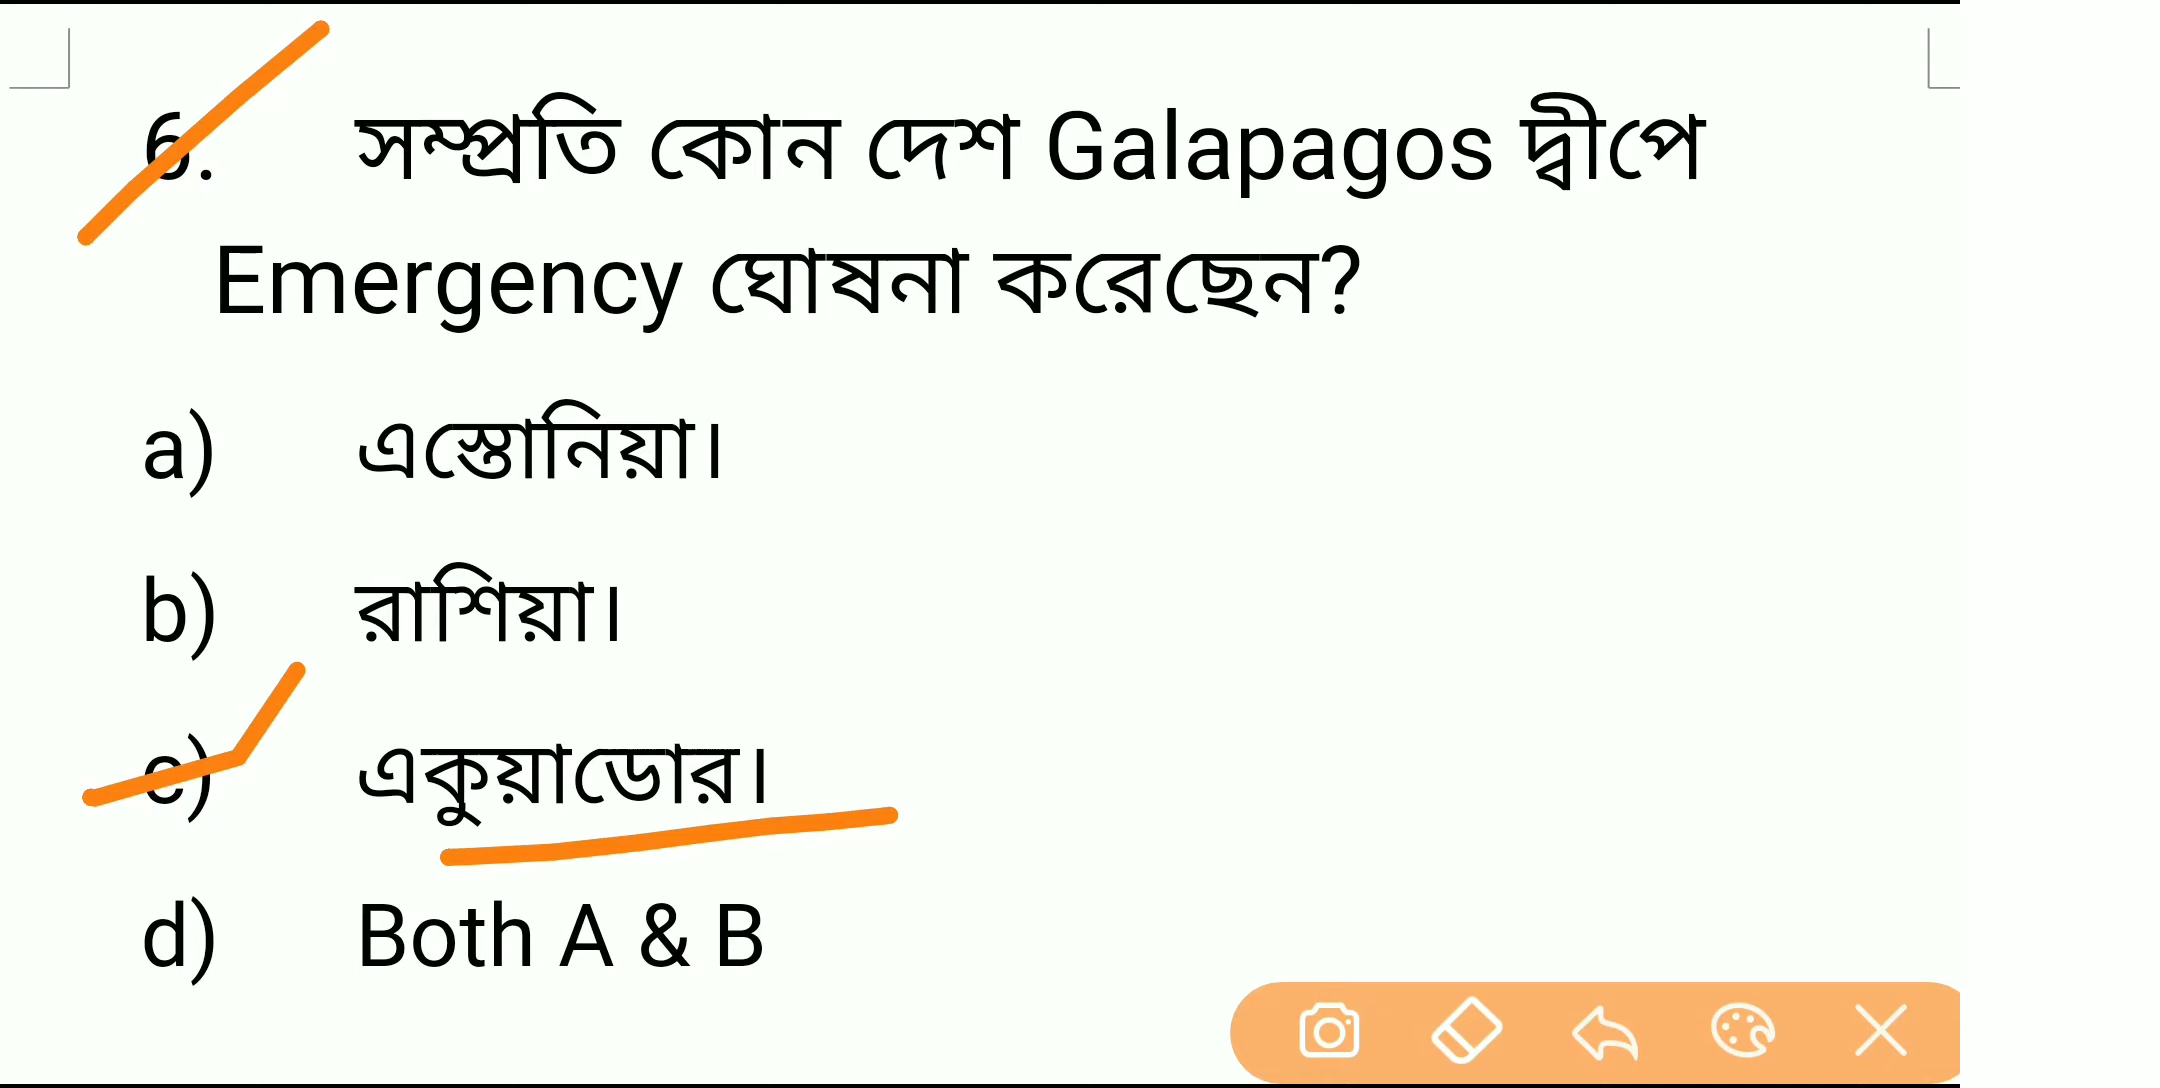 6. সম্প্রতি কোন দেশ Galapagos দ্বীপে
Emergency ঘোষনা করেছেন?
a) এস্তোনিয়া।
b) রাশিয়া।
c) একুয়াডোর।
d) Both A & B